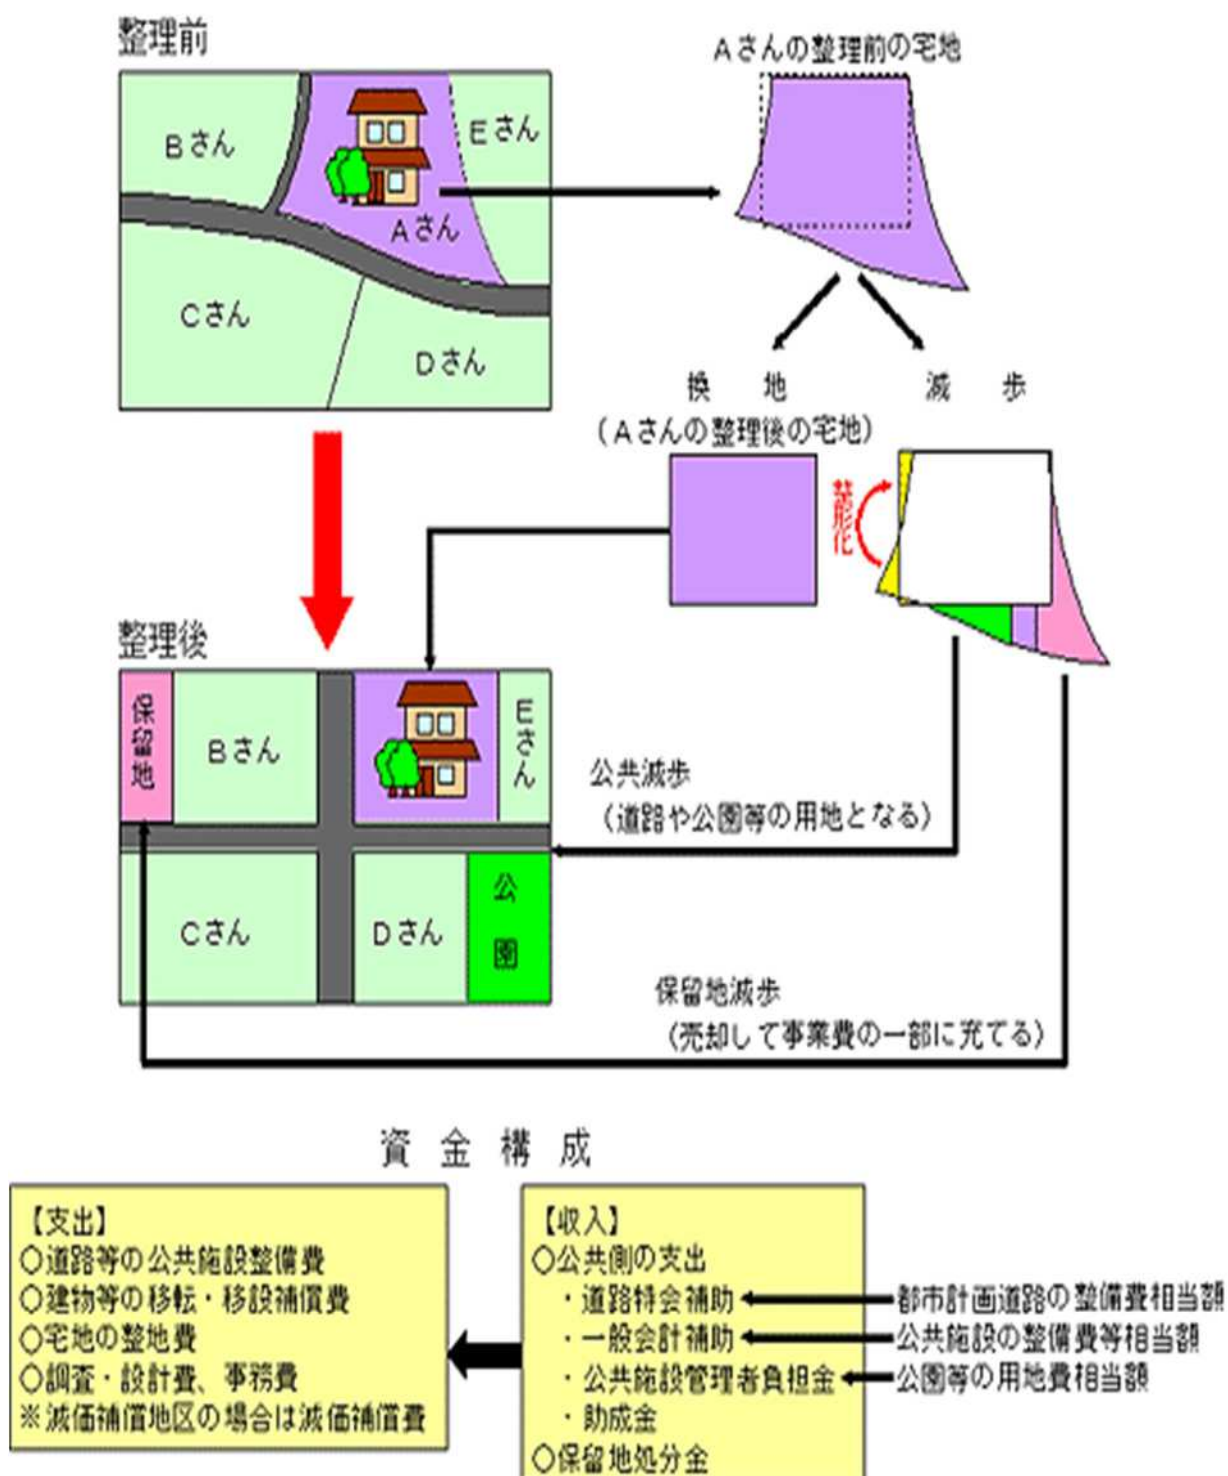 整理前
Aさんの整理前の宅地
Bさん
Eさん
Aさん
Cさん
Dさん
換地
減歩
(Aさんの整理後の宅地)
整形化
整理後
保留地
Bさん
Eさん
公共減歩
(道路や公園等の用地となる)
Cさん
Dさん
公園
保留地減歩
(売却して事業費の一部に充てる)
資金構成
【支出】
○道路等の公共施設整備費
○建物等の移転・移設補償費
○宅地の整地費
○調査・設計費、事務費
※減価補償地区の場合は減価補償費
【収入】
○公共側の支出
・道路特会補助
都市計画道路の整備費相当額
・一般会計補助
公共施設の整備費等相当額
・公共施設管理者負担金
公園等の用地費相当額
・助成金
○保留地処分金